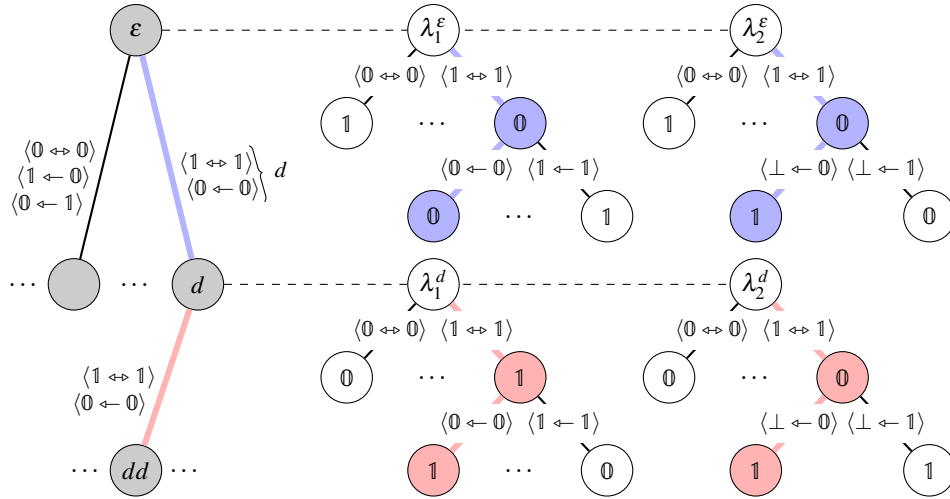 ε λ₁^ε λ₂^ε
⟨𝟘 ⇴ 𝟘⟩ ⟨𝟙 ⇴ 𝟙⟩ ⟨𝟘 ⇴ 𝟘⟩ ⟨𝟙 ⇴ 𝟙⟩
𝟙 ⋯ 𝟘 𝟙 ⋯ 𝟘
⟨𝟘 ⇴ 𝟘⟩
⟨𝟙 ↢ 𝟘⟩
⟨𝟘 ↢ 𝟙⟩
⟨𝟙 ⇴ 𝟙⟩
⟨𝟘 ↢ 𝟘⟩ } d
⟨𝟘 ↢ 𝟘⟩ ⟨𝟙 ↢ 𝟙⟩ ⟨⊥ ↢ 𝟘⟩ ⟨⊥ ↢ 𝟙⟩
𝟘 ⋯ 𝟙 𝟙 𝟘
⋯ ⋯ d λ₁^d λ₂^d
⟨𝟘 ⇴ 𝟘⟩ ⟨𝟙 ⇴ 𝟙⟩ ⟨𝟘 ⇴ 𝟘⟩ ⟨𝟙 ⇴ 𝟙⟩
𝟘 ⋯ 𝟙 𝟘 ⋯ 𝟘
⟨𝟙 ⇴ 𝟙⟩
⟨𝟘 ↢ 𝟘⟩
⟨𝟘 ↢ 𝟘⟩ ⟨𝟙 ↢ 𝟙⟩ ⟨⊥ ↢ 𝟘⟩ ⟨⊥ ↢ 𝟙⟩
⋯ dd ⋯ 𝟙 ⋯ 𝟘 𝟙 𝟙